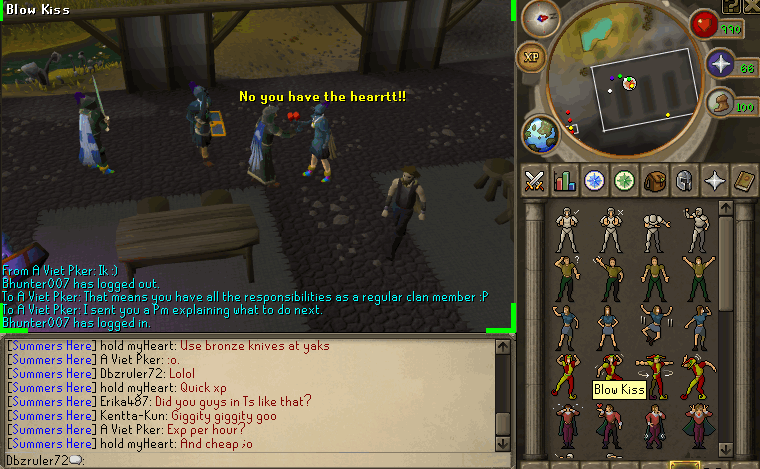 Blow Kiss
No you have the hearrtt!!
From A Viet Pker: Ik :)
Bhunter007 has logged out.
To A Viet Pker: That means you have all the responsibilities as a regular clan member :P
To A Viet Pker: I sent you a Pm explaining what to do next.
Bhunter007 has logged in.
[Summers Here] hold myHeart: Use bronze knives at yaks
[Summers Here] A Viet Pker: :o.
[Summers Here] Dbzruler72: Lolol
[Summers Here] hold myHeart: Quick xp
[Summers Here] Erika487: Did you guys in Ts like that?
[Summers Here] Kentta-Kun: Giggity giggity goo
[Summers Here] A Viet Pker: Exp per hour?
[Summers Here] hold myHeart: And cheap ;o
Dbzruler72:
XP
990
66
100
Blow Kiss